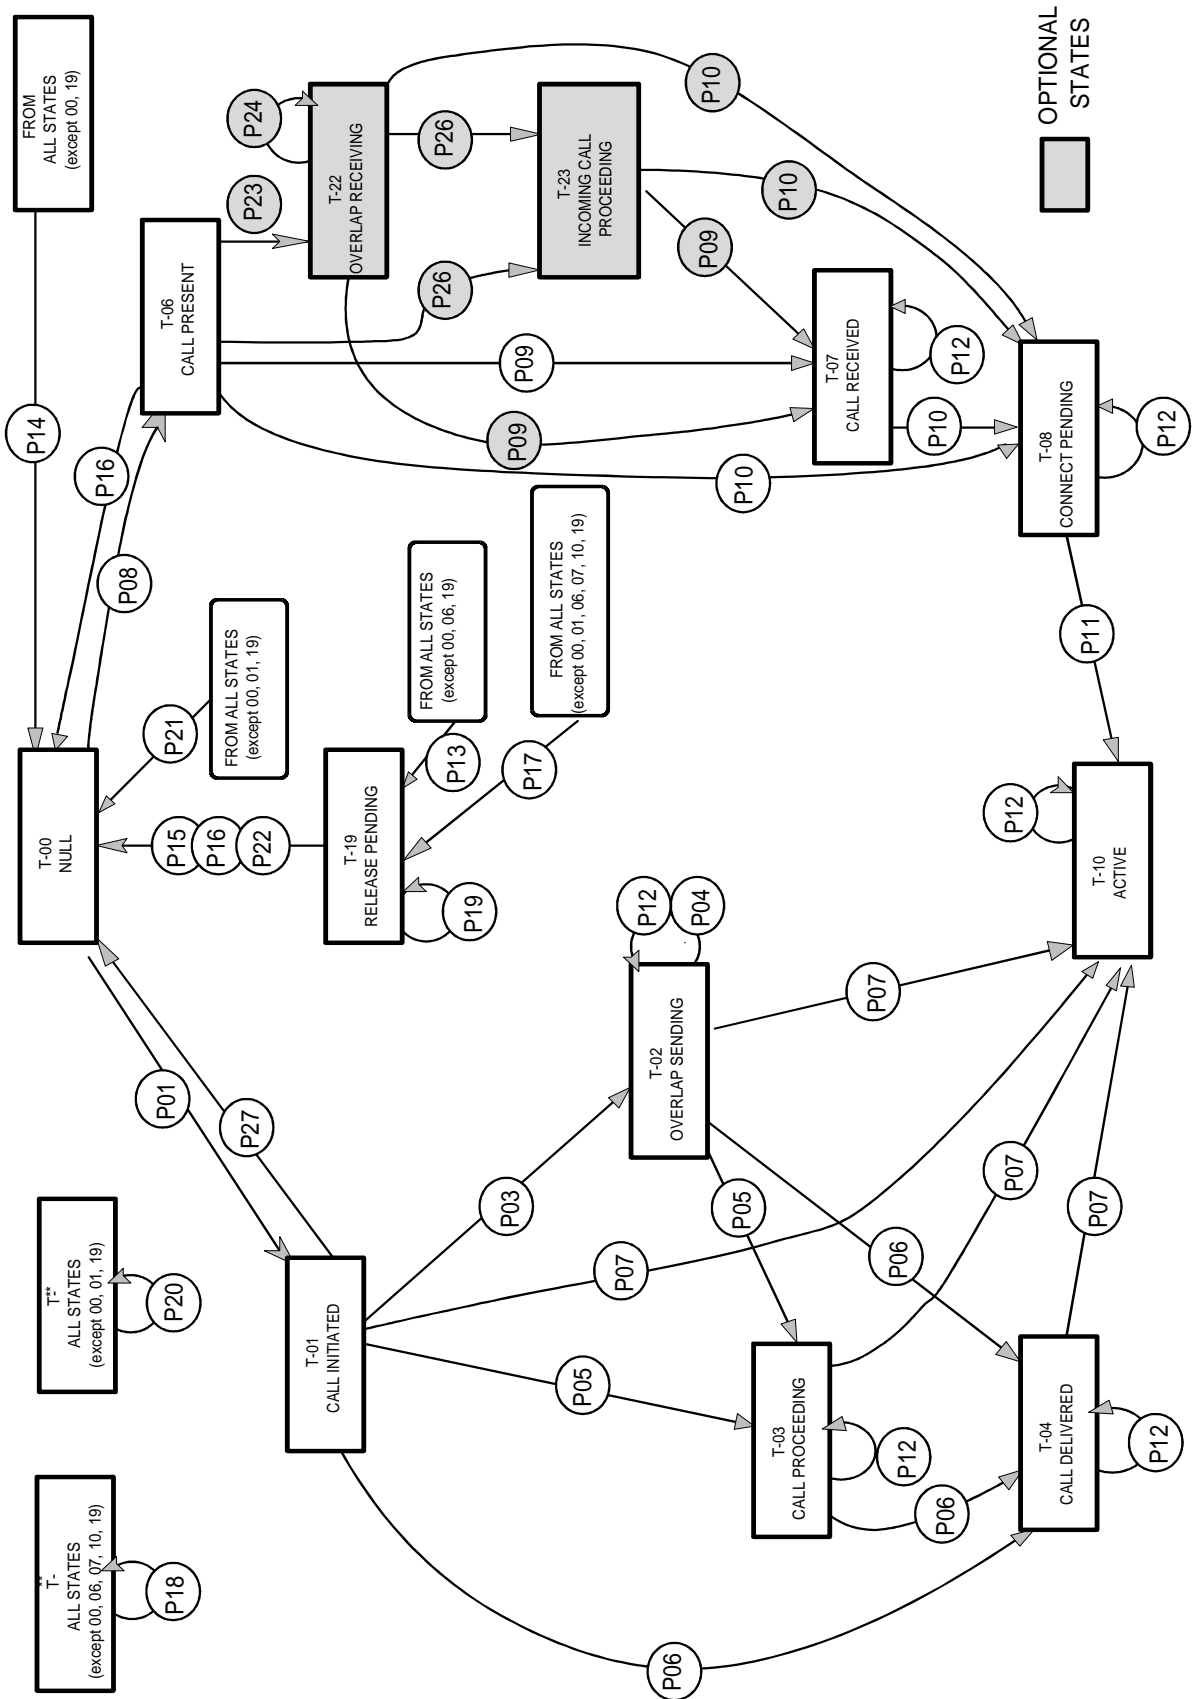 T-**
ALL STATES
(except 00, 06, 07, 10, 19)
P18
T-**
ALL STATES
(except 00, 01, 19)
P20
T-00
NULL
P14
FROM
ALL STATES
(except 00, 19)
P01
P27
P15
P16
P22
P21
FROM ALL STATES
(except 00, 01, 19)
P08
P16
T-06
CALL PRESENT
T-01
CALL INITIATED
T-19
RELEASE PENDING
P19
P13
FROM ALL STATES
(except 00, 06, 19)
P17
FROM ALL STATES
(except 00, 01, 06, 07, 10, 19)
P23
P24
T-22
OVERLAP RECEIVING
P26
P26
P09
P09
P10
T-23
INCOMING CALL
PROCEEDING
P03
P12
P04
T-02
OVERLAP SENDING
P05
P07
P05
P06
P07
P06
P09
P10
P10
T-03
CALL PROCEEDING
P12
P06
P07
T-07
CALL RECEIVED
P12
P10
T-04
CALL DELIVERED
P12
P07
P12
T-10
ACTIVE
P11
T-08
CONNECT PENDING
P12
OPTIONAL
STATES